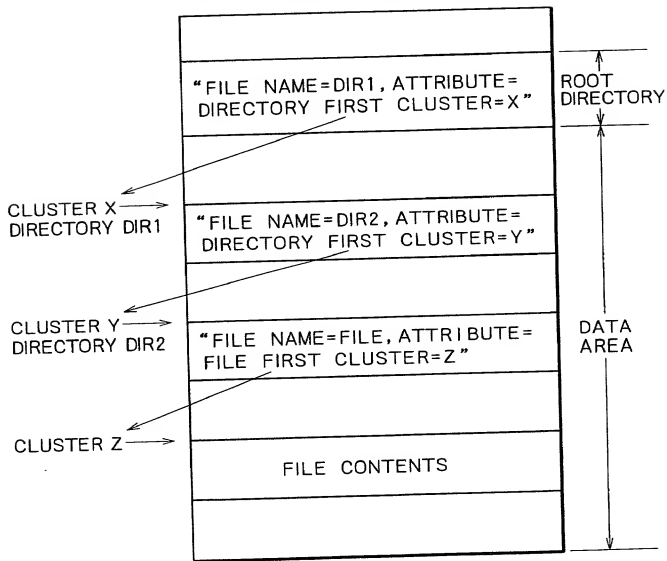 “FILE NAME=DIR1, ATTRIBUTE=
DIRECTORY FIRST CLUSTER=X”
ROOT
DIRECTORY
CLUSTER X
DIRECTORY DIR1
“FILE NAME=DIR2, ATTRIBUTE=
DIRECTORY FIRST CLUSTER=Y”
CLUSTER Y
DIRECTORY DIR2
“FILE NAME=FILE, ATTRIBUTE=
FILE FIRST CLUSTER=Z”
DATA
AREA
CLUSTER Z
FILE CONTENTS